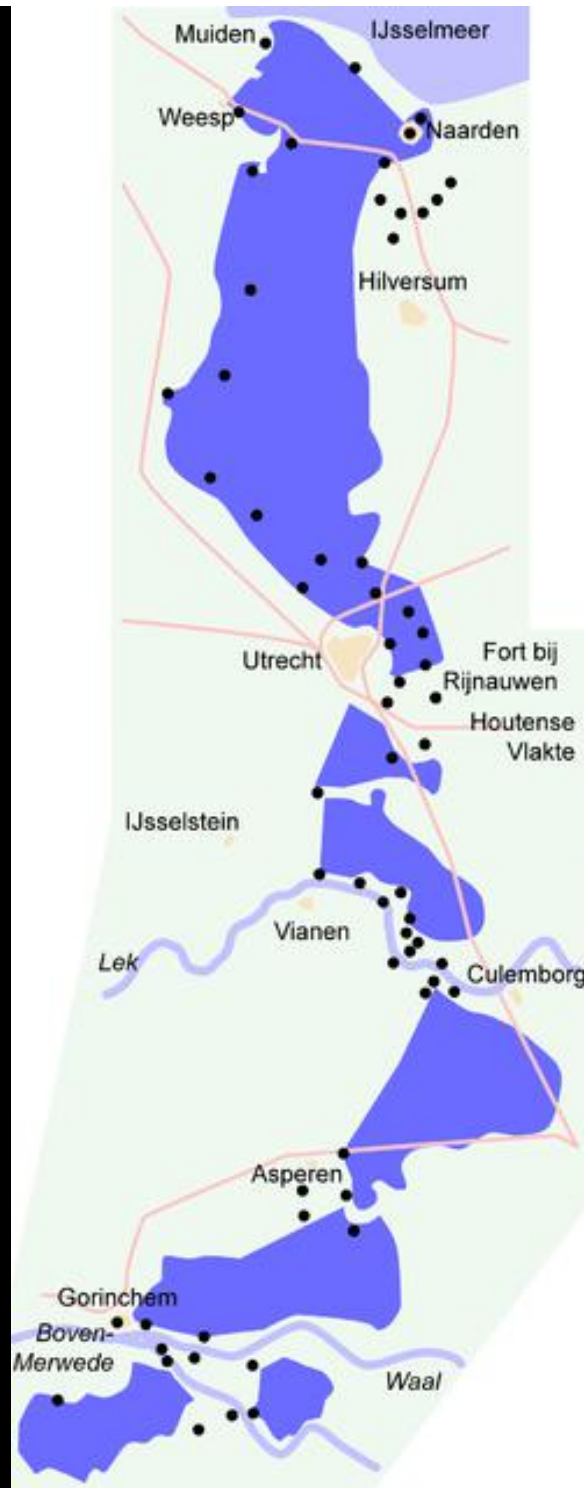 Muiden
IJsselmeer
Weesp
Naarden
Hilversum
Utrecht
Fort bij
Rijnauwen
Houtense
Vlakte
IJsselstein
Vianen
Lek
Culemborg
Asperen
Gorinchem
Boven-
Merwede
Waal